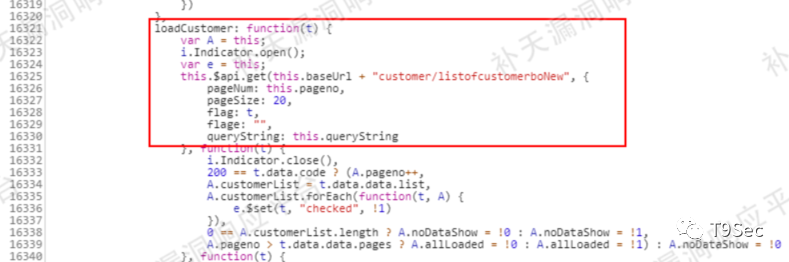 16319 })
16320 },
16321 loadCustomer: function(t) {
16322 var A = this;
16323 i.Indicator.open();
16324 var e = this;
16325 this.$api.get(this.baseUrl + "customer/listofcustomerboNew", {
16326 pageNum: this.pageno,
16327 pageSize: 20,
16328 flag: t,
16329 flage: "",
16330 queryString: this.queryString
16331 }, function(t) {
16332 i.Indicator.close(),
16333 200 == t.data.code ? (A.pageno++,
16334 A.customerList = t.data.data.list,
16335 A.customerList.forEach(function(t, A) {
16336 e.$set(t, "checked", !1)
16337 }),
16338 0 == A.customerList.length ? A.noDataShow = !0 : A.noDataShow = !1,
16339 A.pageno > t.data.data.pages ? A.allLoaded = !0 : A.allLoaded = !1) : A.noDataShow = !0
16340 }, function(t) {
补天漏洞响应平台
T9Sec